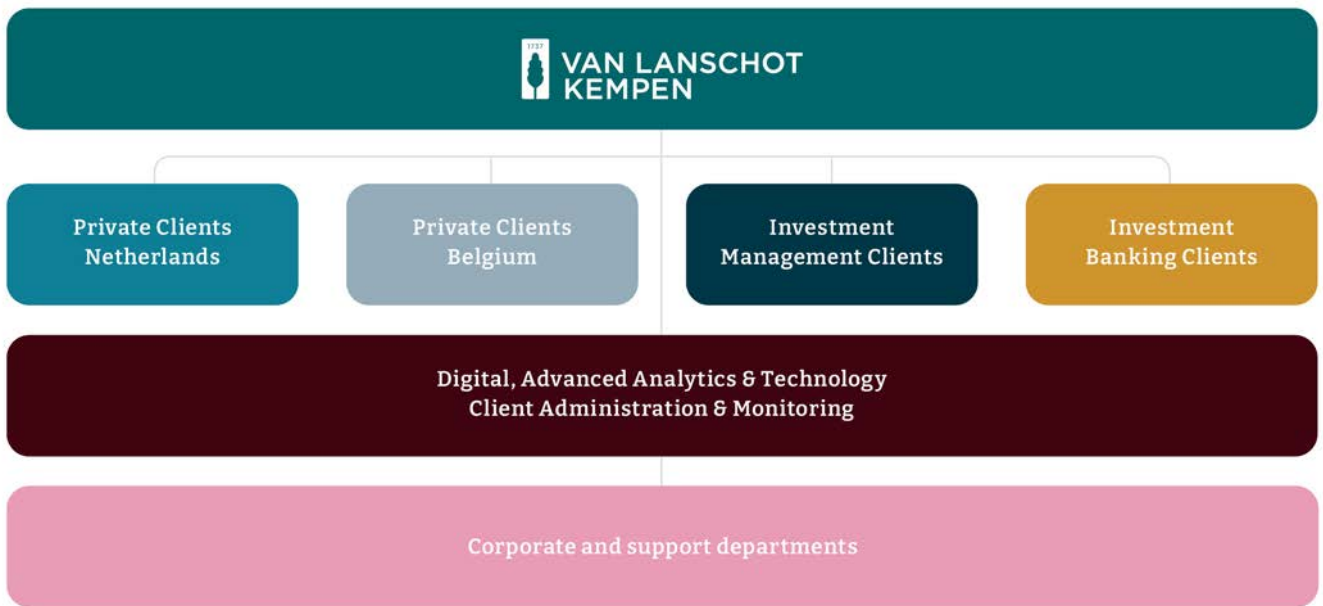 1737
VAN LANSCHOT
KEMPEN
Private Clients
Netherlands
Private Clients
Belgium
Investment
Management Clients
Investment
Banking Clients
Digital, Advanced Analytics & Technology
Client Administration & Monitoring
Corporate and support departments